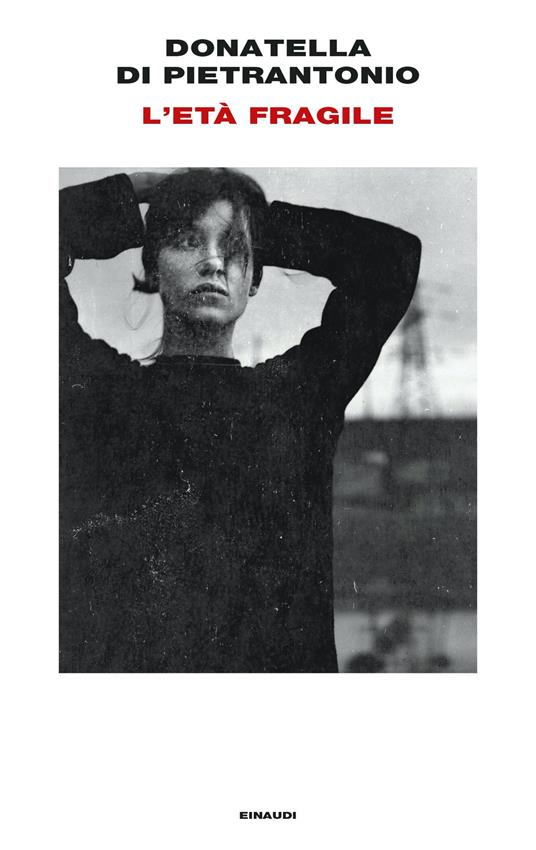 DONATELLA
DI PIETRANTONIO
L'ETÀ FRAGILE
EINAUDI